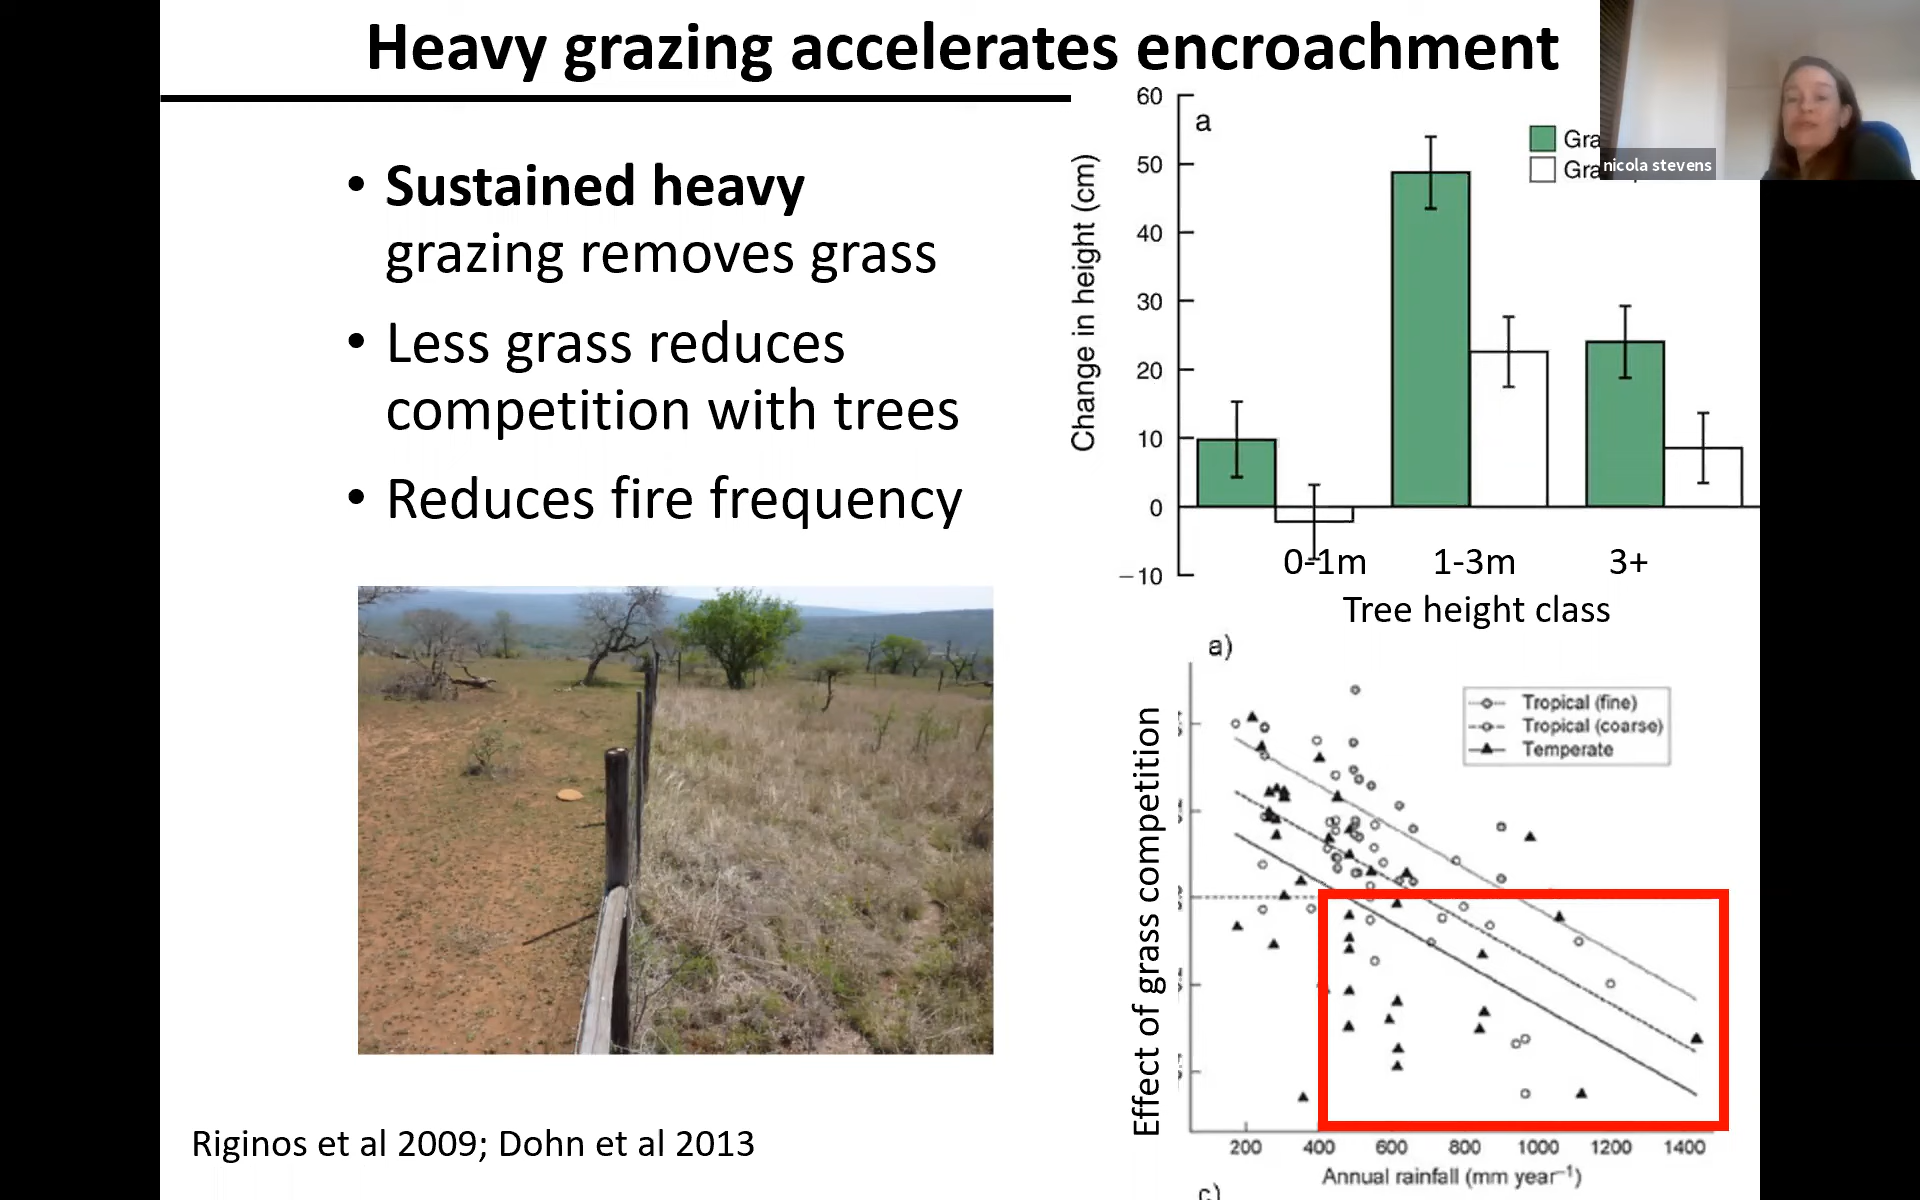 Heavy grazing accelerates encroachment
• Sustained heavy
grazing removes grass
• Less grass reduces
competition with trees
• Reduces fire frequency
Riginos et al 2009; Dohn et al 2013
nicola stevens
a
60
50
40
30
20
10
0
−10
Change in height (cm)
0-1m 1-3m 3+
Tree height class
a)
Tropical (fine)
Tropical (coarse)
Temperate
Effect of grass competition
200 400 600 800 1000 1200 1400
Annual rainfall (mm year⁻¹)
c)